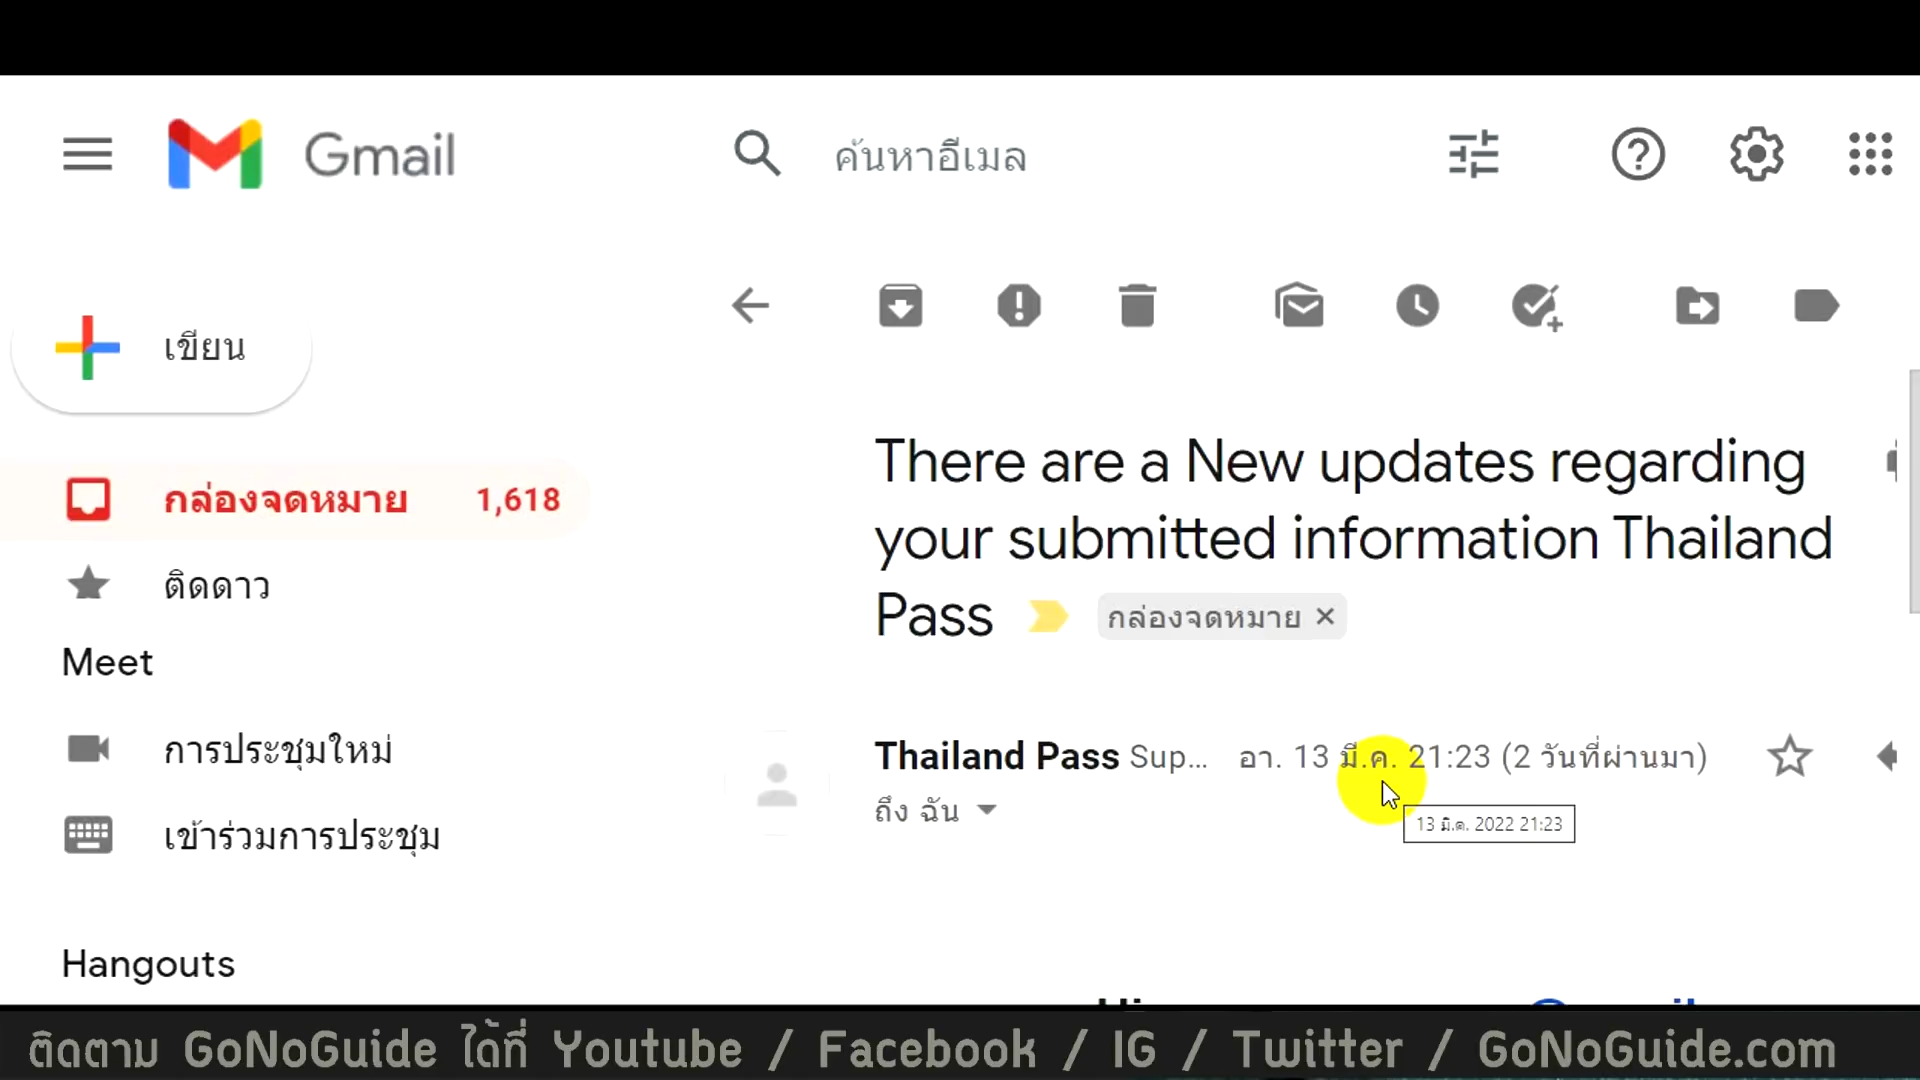 Gmail
ค้นหาอีเมล
เขียน
กล่องจดหมาย 1,618
ติดดาว
Meet
การประชุมใหม่
เข้าร่วมการประชุม
Hangouts
There are a New updates regarding
your submitted information Thailand
Pass กล่องจดหมาย ×
Thailand Pass Sup... อา. 13 มี.ค. 21:23 (2 วันที่ผ่านมา)
ถึง ฉัน
13 มี.ค. 2022 21:23
ติดตาม GoNoGuide ได้ที่ Youtube / Facebook / IG / Twitter / GoNoGuide.com